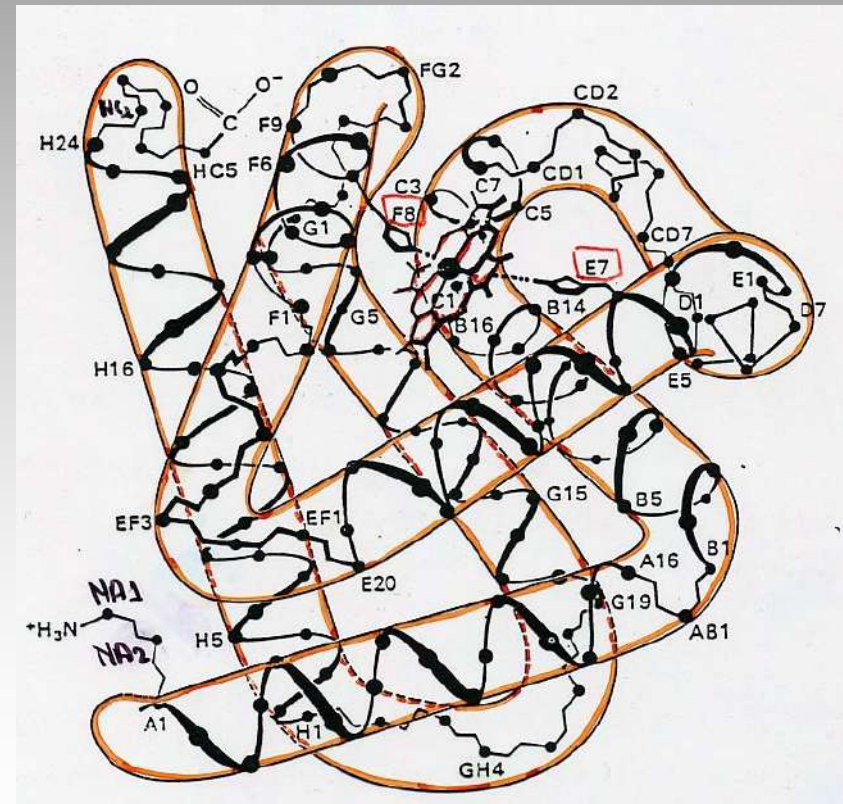 FG2
CD2
O O⁻
C
HC2
H24
HC5
F9
F6
CD1
C7
C3
F8
C5
G1
CD7
E7
E1
D1
D7
C1
B14
B16
F1
G5
H16
E5
G15
B5
EF3
EF1
B1
A16
E20
NA1
⁺H₃N
NA2
H5
G19
AB1
A1
H1
GH4